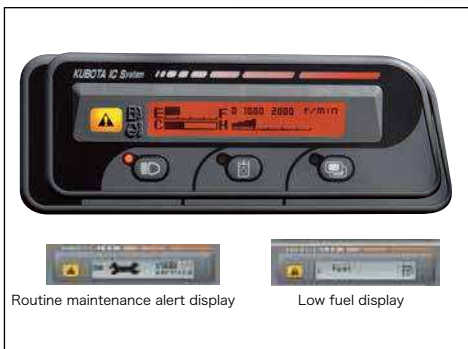 KUBOTA IC System
E F 0 1000 2000 r/min
C H
Fuel
Routine maintenance alert display
Low fuel display